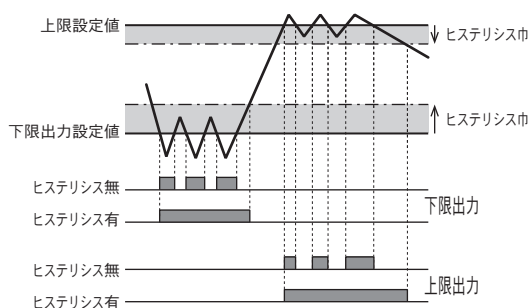 上限設定値
ヒステリシス巾
ヒステリシス巾
下限出力設定値
ヒステリシス無
ヒステリシス有
下限出力
ヒステリシス無
ヒステリシス有
上限出力